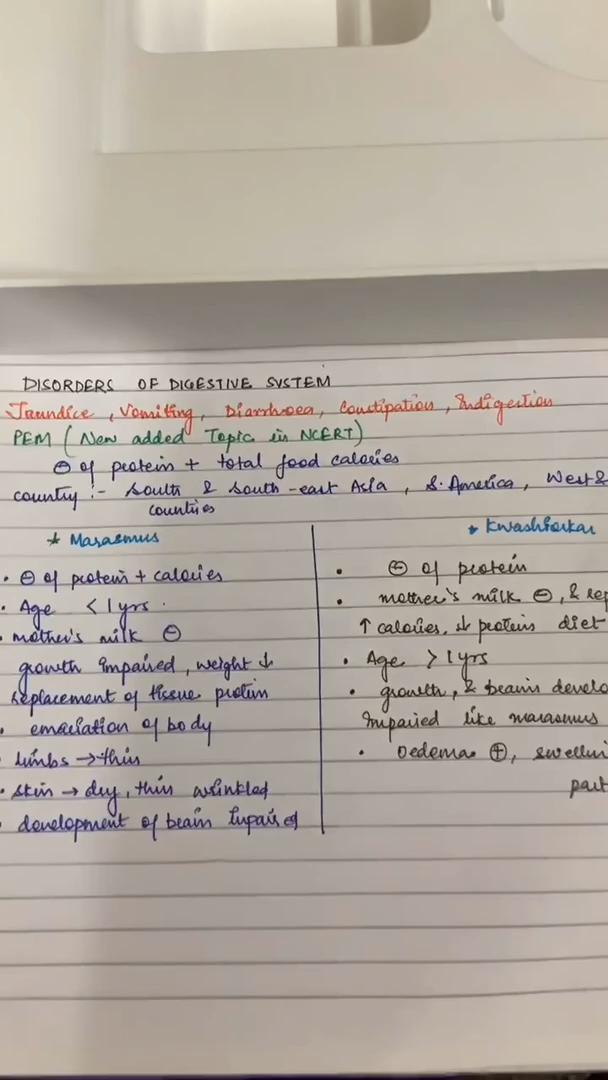 DISORDERS OF DIGESTIVE SYSTEM
Jaundice, Vomiting, Diarrhoea, Constipation, Indigestion
PEM (New added Topic in NCERT)
⊖ of protein + total food calories
country :- South & South-east Asia, S. America, West &
counties
★ Marasmus
• ⊖ of protein + calories
• Age < 1 yrs.
• mother's milk ⊖
growth impaired, weight ↓
replacement of tissue protein
• emaciation of body
• limbs → thin
• skin → dry, thin wrinkled
• development of brain Impaired
★ Kwashiorkar
• ⊖ of protein
• mother's milk ⊖, & rep
↑ calories, ↓ protein diet
• Age > 1 yrs
• growth, & brain develo
Impaired like marasmus
• Oedema ⊕, swellin
part